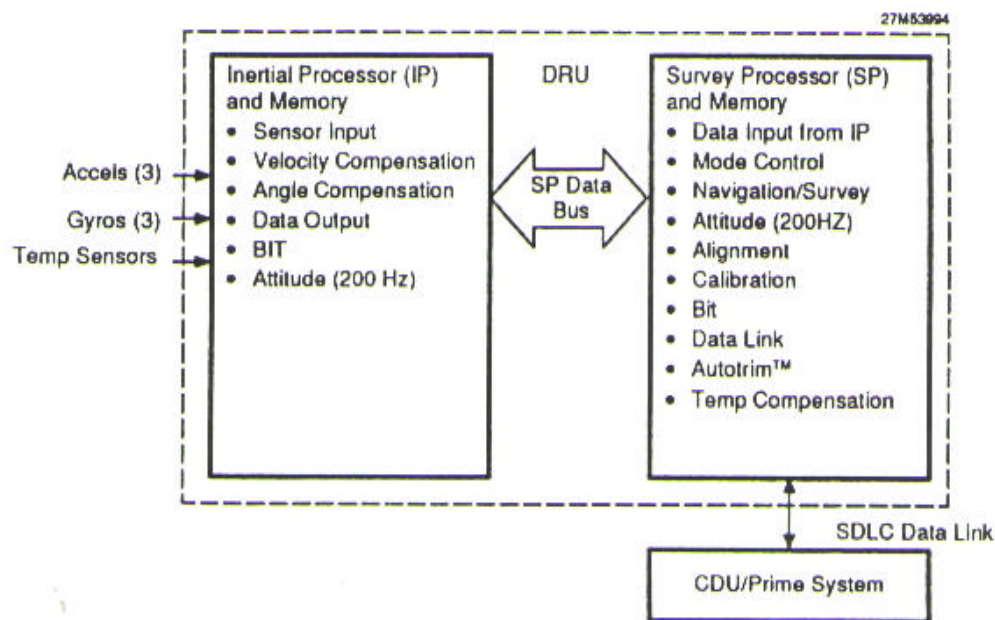 27M53994
Inertial Processor (IP)
and Memory
• Sensor Input
• Velocity Compensation
• Angle Compensation
• Data Output
• BIT
• Attitude (200 Hz)
DRU
Survey Processor (SP)
and Memory
• Data Input from IP
• Mode Control
• Navigation/Survey
• Attitude (200HZ)
• Alignment
• Calibration
• Bit
• Data Link
• Autotrim™
• Temp Compensation
Accels (3)
Gyros (3)
Temp Sensors
SP Data
Bus
SDLC Data Link
CDU/Prime System